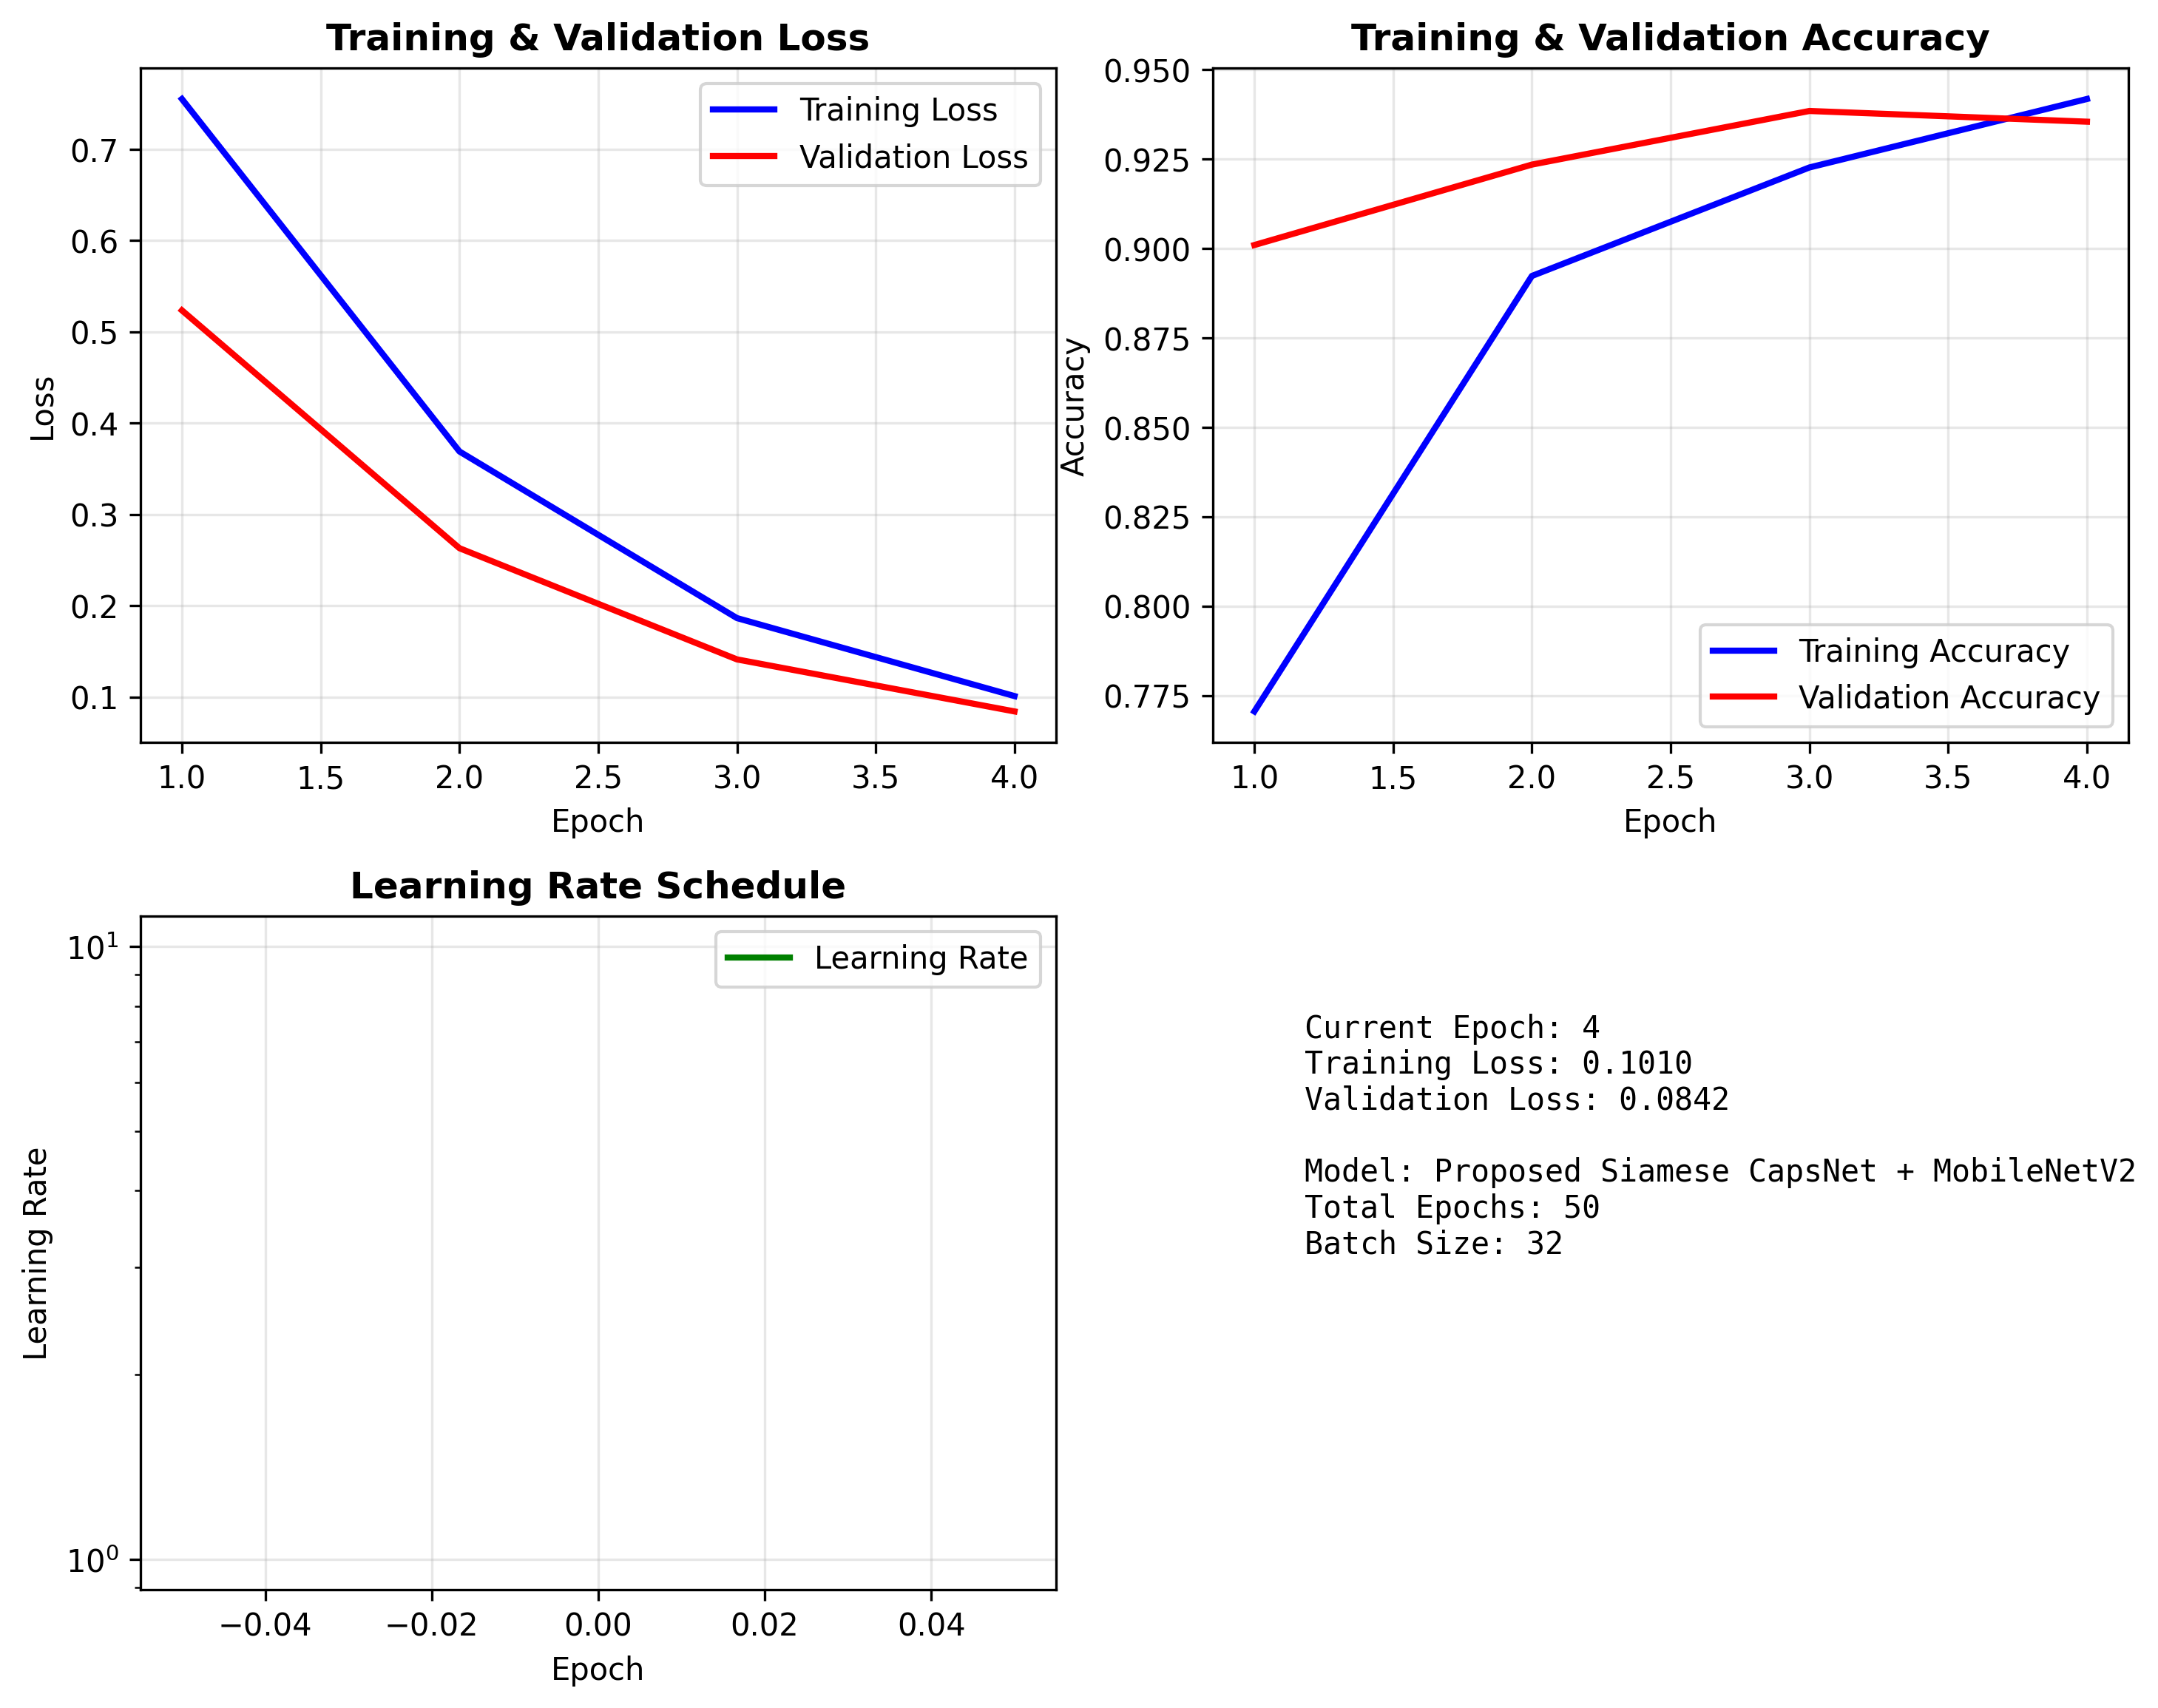 Training & Validation Loss
Training Loss
Validation Loss
Loss
0.7
0.6
0.5
0.4
0.3
0.2
0.1
1.0 1.5 2.0 2.5 3.0 3.5 4.0
Epoch
Training & Validation Accuracy
Accuracy
0.950
0.925
0.900
0.875
0.850
0.825
0.800
0.775
Training Accuracy
Validation Accuracy
1.0 1.5 2.0 2.5 3.0 3.5 4.0
Epoch
Learning Rate Schedule
Learning Rate
Learning Rate
10¹
10⁰
−0.04 −0.02 0.00 0.02 0.04
Epoch
Current Epoch: 4
Training Loss: 0.1010
Validation Loss: 0.0842
Model: Proposed Siamese CapsNet + MobileNetV2
Total Epochs: 50
Batch Size: 32